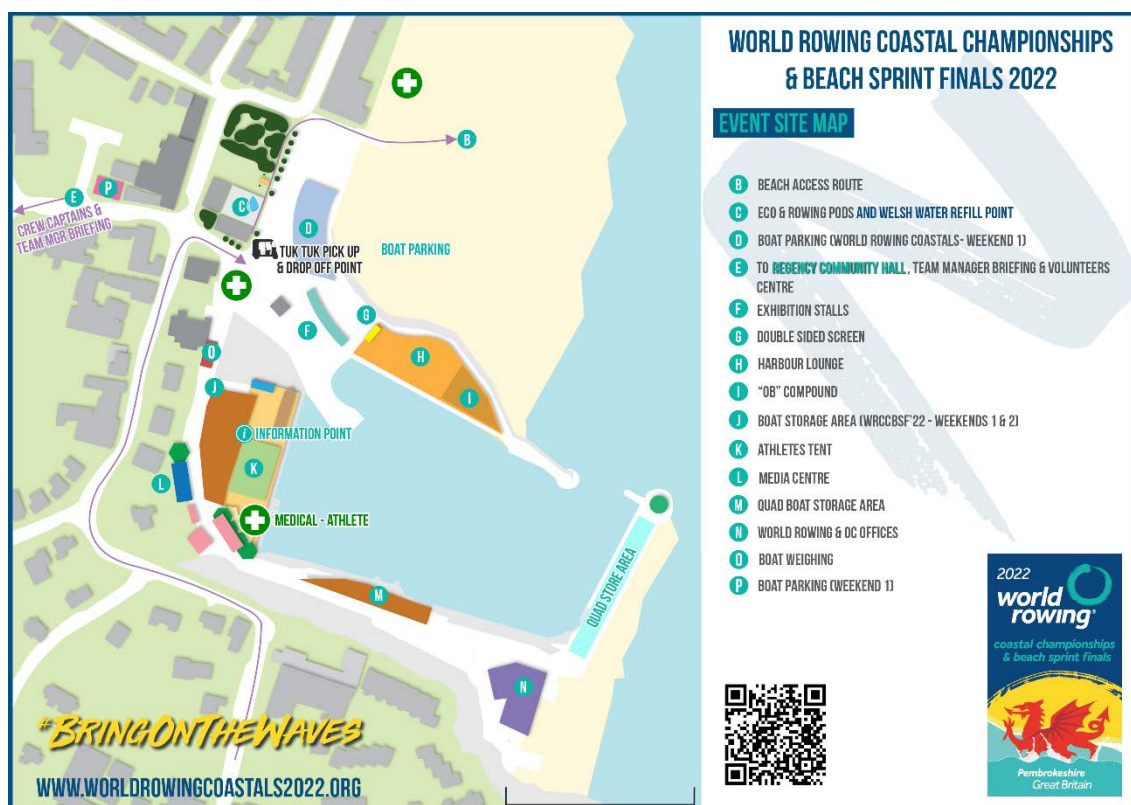 WORLD ROWING COASTAL CHAMPIONSHIPS
& BEACH SPRINT FINALS 2022
EVENT SITE MAP
B BEACH ACCESS ROUTE
C ECO & ROWING PODS AND WELSH WATER REFILL POINT
D BOAT PARKING (WORLD ROWING COASTALS- WEEKEND 1)
E TO REGENCY COMMUNITY HALL, TEAM MANAGER BRIEFING & VOLUNTEERS
CENTRE
F EXHIBITION STALLS
G DOUBLE SIDED SCREEN
H HARBOUR LOUNGE
I "OB" COMPOUND
J BOAT STORAGE AREA (WRCCBSF'22 - WEEKENDS 1 & 2)
K ATHLETES TENT
L MEDIA CENTRE
M QUAD BOAT STORAGE AREA
N WORLD ROWING & OC OFFICES
O BOAT WEIGHING
P BOAT PARKING (WEEKEND 1)
B
P
E
CREW CAPTAINS &
TEAM MGR BRIEFING
C
D
BOAT PARKING
TUK TUK PICK UP
& DROP OFF POINT
F
G
H
I
O
J
i INFORMATION POINT
K
L
MEDICAL - ATHLETE
M
QUAD STORE AREA
N
#BRINGONTHEWAVES
WWW.WORLDROWINGCOASTALS2022.ORG
2022
world
rowing®
coastal championships
& beach sprint finals
Pembrokeshire
Great Britain